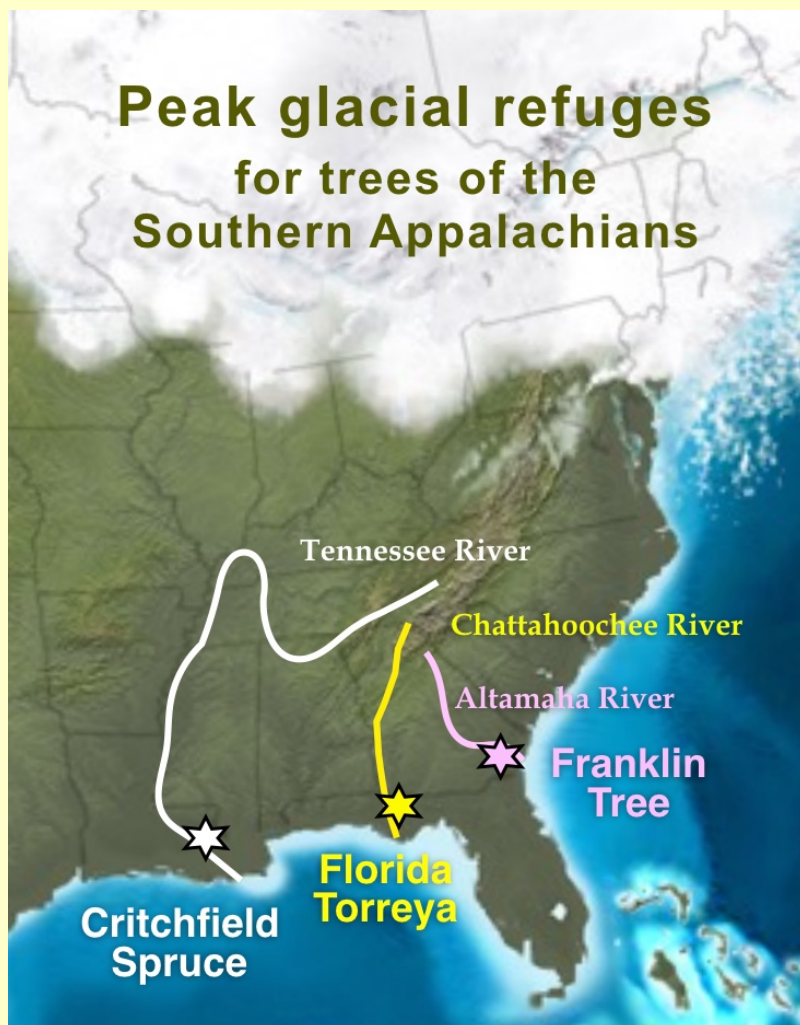 Peak glacial refuges
for trees of the
Southern Appalachians
Tennessee River
Chattahoochee River
Altamaha River
Franklin
Tree
Florida
Torreya
Critchfield
Spruce